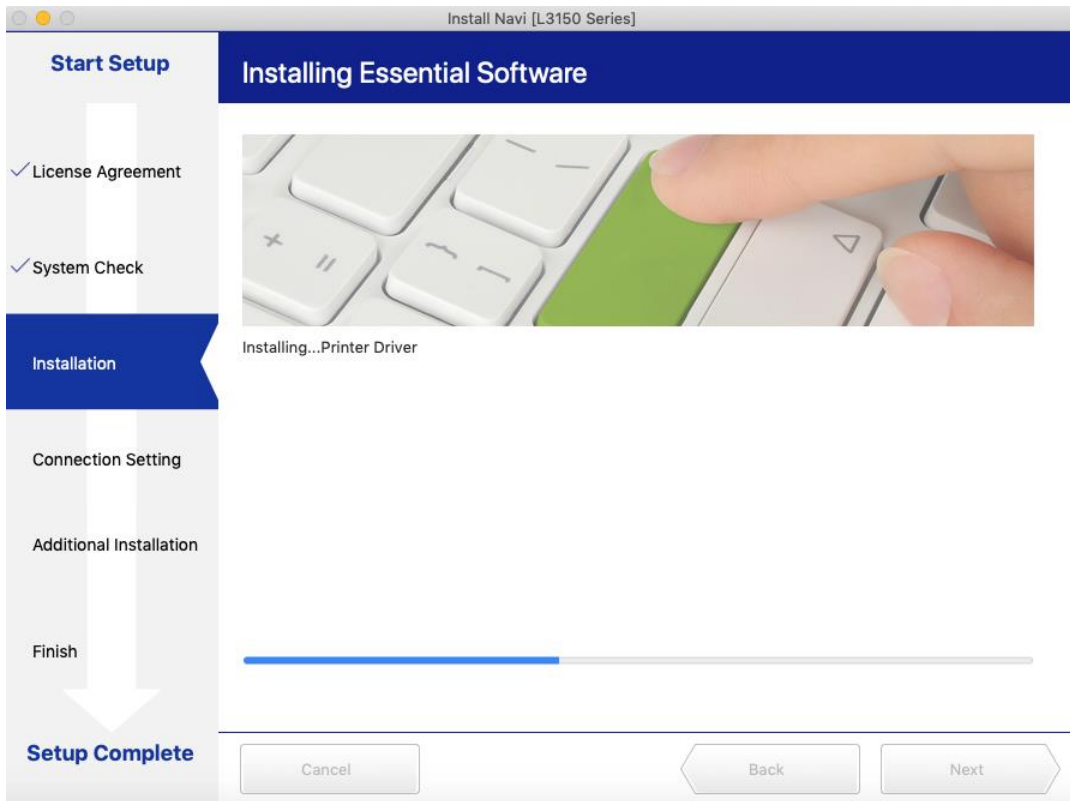 Install Navi [L3150 Series]
Start Setup
Installing Essential Software
License Agreement
System Check
Installation
Installing...Printer Driver
Connection Setting
Additional Installation
Finish
Setup Complete
Cancel
Back
Next